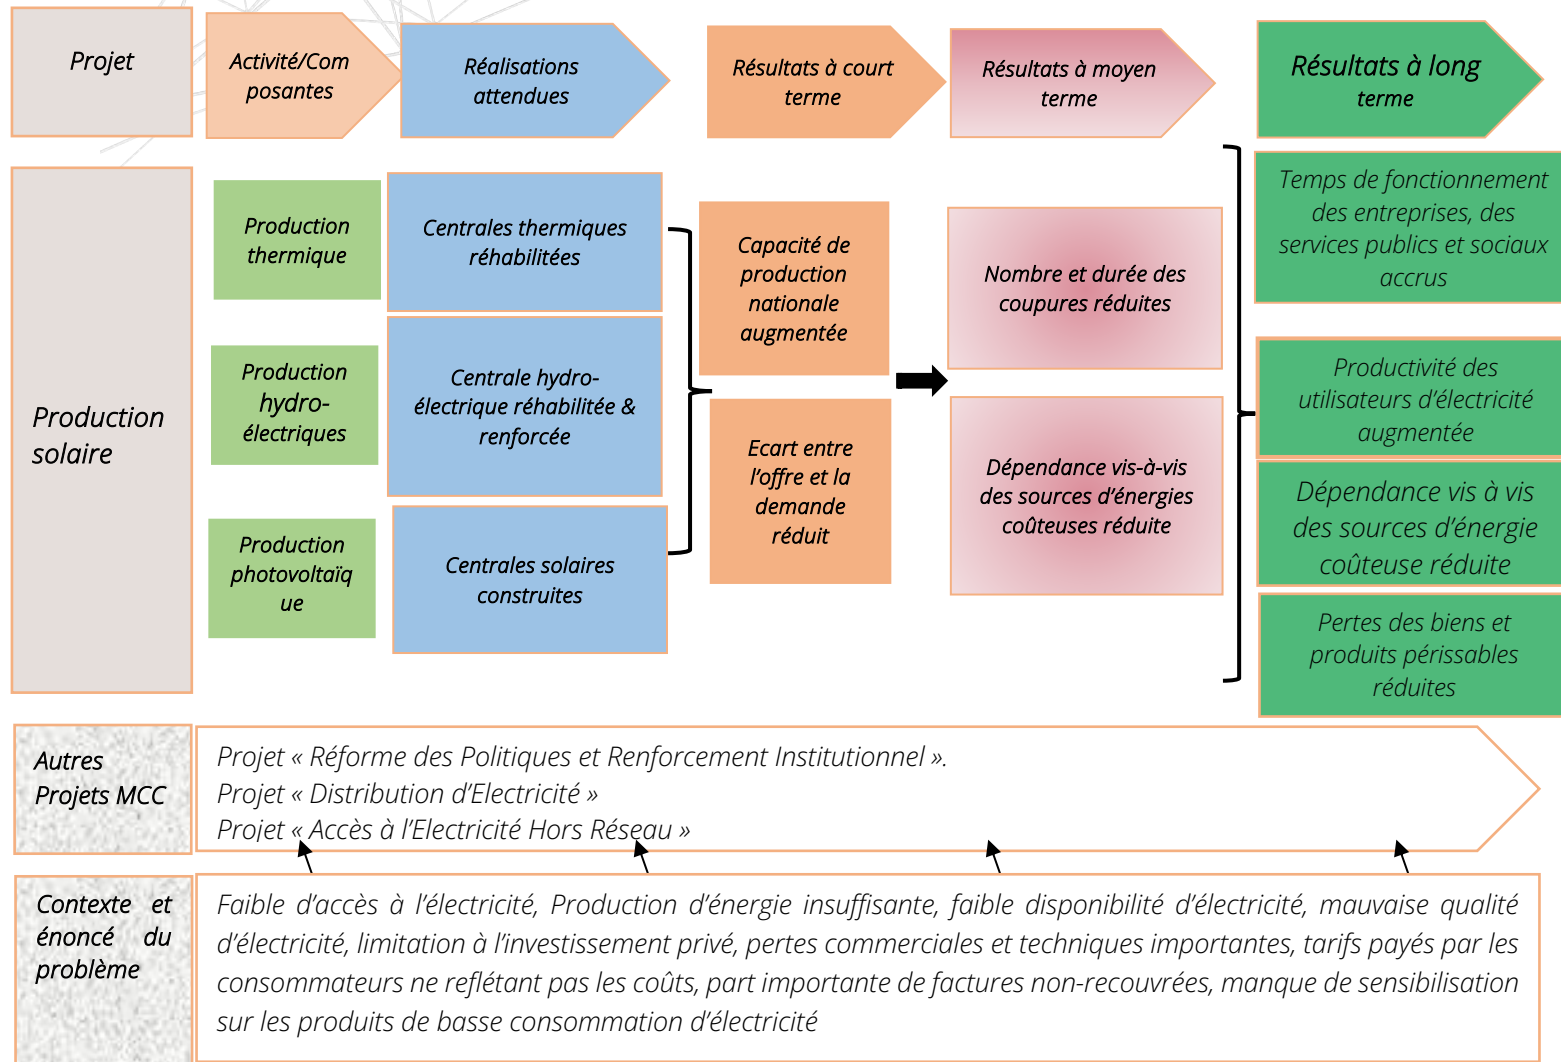 Projet
Activité/Com
posantes
Réalisations
attendues
Résultats à court
terme
Résultats à moyen
terme
Résultats à long
terme
Production
solaire
Production
thermique
Production
hydro-
électriques
Production
photovoltaïq
ue
Centrales thermiques
réhabilitées
Centrale hydro-
électrique réhabilitée &
renforcée
Centrales solaires
construites
Capacité de
production
nationale
augmentée
Ecart entre
l'offre et la
demande
réduit
Nombre et durée des
coupures réduites
Dépendance vis-à-vis
des sources d'énergies
coûteuses réduite
Temps de fonctionnement
des entreprises, des
services publics et sociaux
accrus
Productivité des
utilisateurs d'électricité
augmentée
Dépendance vis à vis
des sources d'énergie
coûteuse réduite
Pertes des biens et
produits périssables
réduites
Autres
Projets MCC
Projet « Réforme des Politiques et Renforcement Institutionnel ».
Projet « Distribution d'Electricité »
Projet « Accès à l'Electricité Hors Réseau »
Contexte et
énoncé du
problème
Faible d'accès à l'électricité, Production d'énergie insuffisante, faible disponibilité d'électricité, mauvaise qualité
d'électricité, limitation à l'investissement privé, pertes commerciales et techniques importantes, tarifs payés par les
consommateurs ne reflétant pas les coûts, part importante de factures non-recouvrées, manque de sensibilisation
sur les produits de basse consommation d'électricité